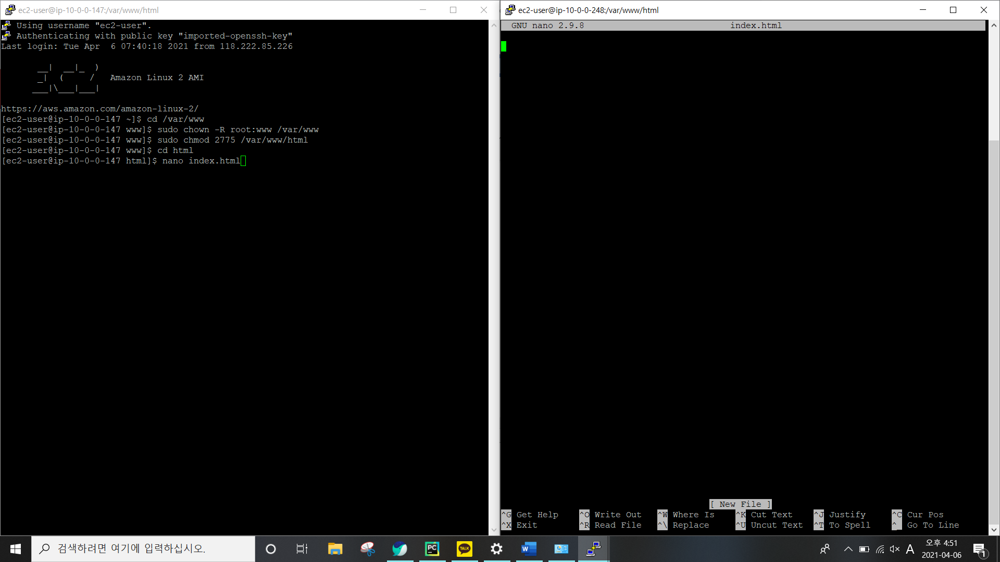 ec2-user@ip-10-0-0-147:/var/www/html
Using username "ec2-user".
Authenticating with public key "imported-openssh-key"
Last login: Tue Apr  6 07:40:18 2021 from 118.222.85.226
       __|  __|_  )
       _|  (     /   Amazon Linux 2 AMI
      ___|\___|___|
https://aws.amazon.com/amazon-linux-2/
[ec2-user@ip-10-0-0-147 ~]$ cd /var/www
[ec2-user@ip-10-0-0-147 www]$ sudo chown -R root:www /var/www
[ec2-user@ip-10-0-0-147 www]$ sudo chmod 2775 /var/www/html
[ec2-user@ip-10-0-0-147 www]$ cd html
[ec2-user@ip-10-0-0-147 html]$ nano index.html
ec2-user@ip-10-0-0-248:/var/www/html
GNU nano 2.9.8 index.html
[ New File ]
^G Get Help ^O Write Out ^W Where Is ^K Cut Text ^J Justify ^C Cur Pos
^X Exit ^R Read File ^\ Replace ^U Uncut Text ^T To Spell ^_ Go To Line
검색하려면 여기에 입력하십시오.
PC
TALK
W
A
오후 4:51
2021-04-06
1